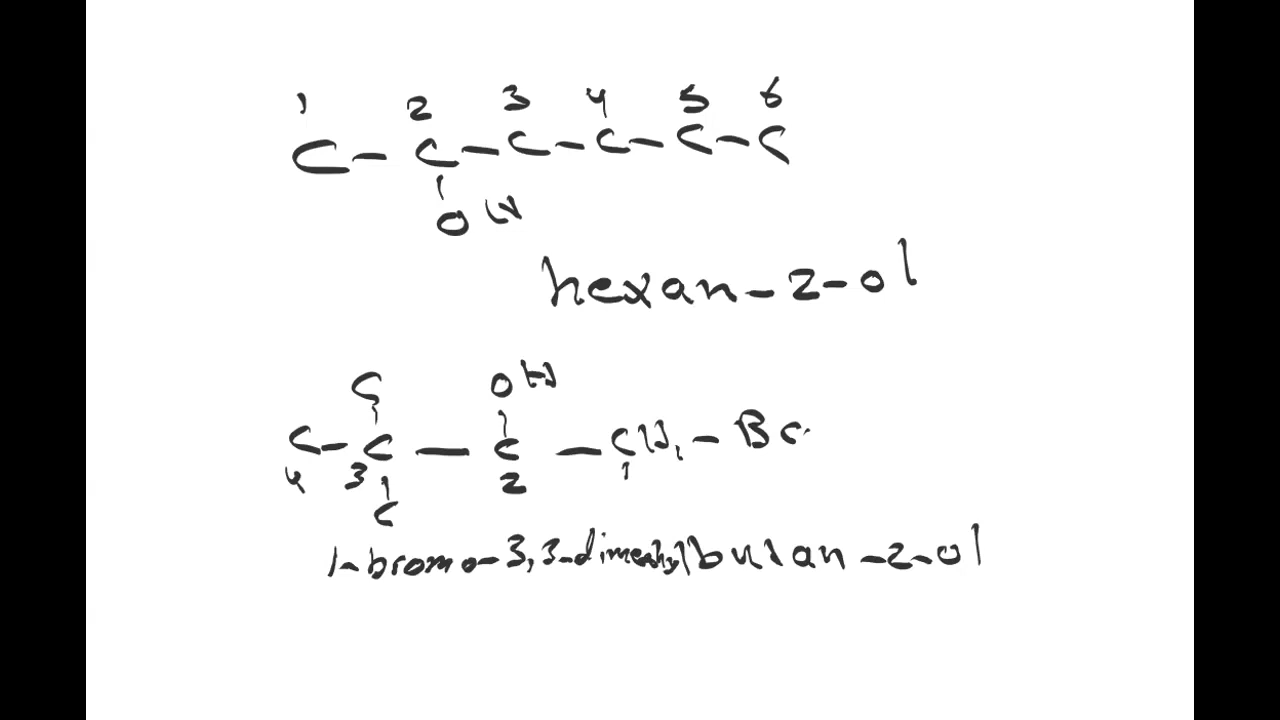 1 2 3 4 5 6
C - C - C - C - C - C
OH
hexan-2-ol
C OH
C - C - C - CH₂ - Br
4 3 2 1
C
1-bromo-3,3-dimethylbutan-2-ol